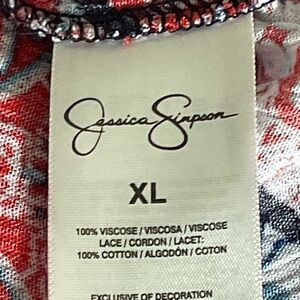 Jessica Simpson
XL
100% VISCOSE / VISCOSA / VISCOSE
LACE / CORDON / LACET:
100% COTTON / ALGODÓN / COTON
EXCLUSIVE OF DECORATION